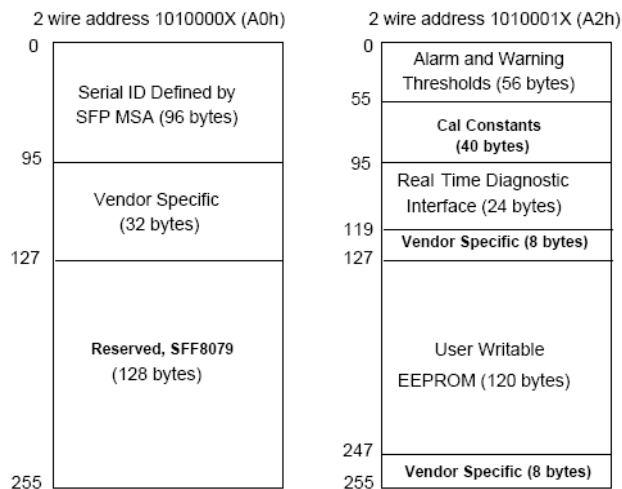 2 wire address 1010000X (A0h)
0
Serial ID Defined by
SFP MSA (96 bytes)
95
Vendor Specific
(32 bytes)
127
Reserved, SFF8079
(128 bytes)
255
2 wire address 1010001X (A2h)
0
Alarm and Warning
Thresholds (56 bytes)
55
Cal Constants
(40 bytes)
95
Real Time Diagnostic
Interface (24 bytes)
119
Vendor Specific (8 bytes)
127
User Writable
EEPROM (120 bytes)
247
Vendor Specific (8 bytes)
255